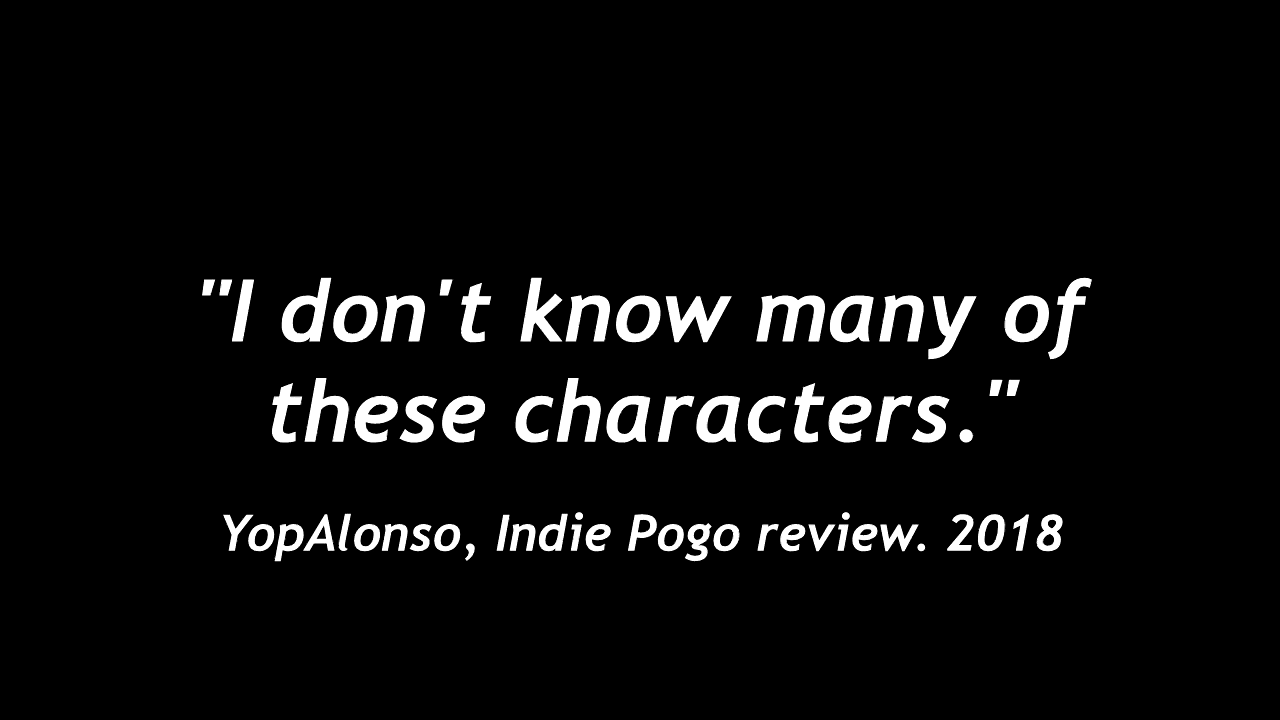 "I don't know many of
these characters."
YopAlonso, Indie Pogo review. 2018